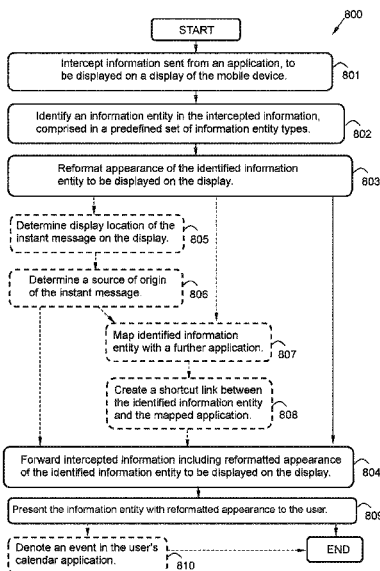 800
START
Intercept information sent from an application, to
be displayed on a display of the mobile device.
801
Identify an information entity in the intercepted information,
comprised in a predefined set of information entity types.
802
Reformat appearance of the identified information
entity to be displayed on the display.
803
Determine display location of the
instant message on the display.
805
Determine a source of origin
of the instant message.
806
Map identified information
entity with a further application.
807
Create a shortcut link between
the identified information entity
and the mapped application.
808
Forward intercepted information including reformatted appearance
of the identified information entity to be displayed on the display.
804
Present the information entity with reformatted appearance to the user.
809
Denote an event in the user's
calendar application.
810
END